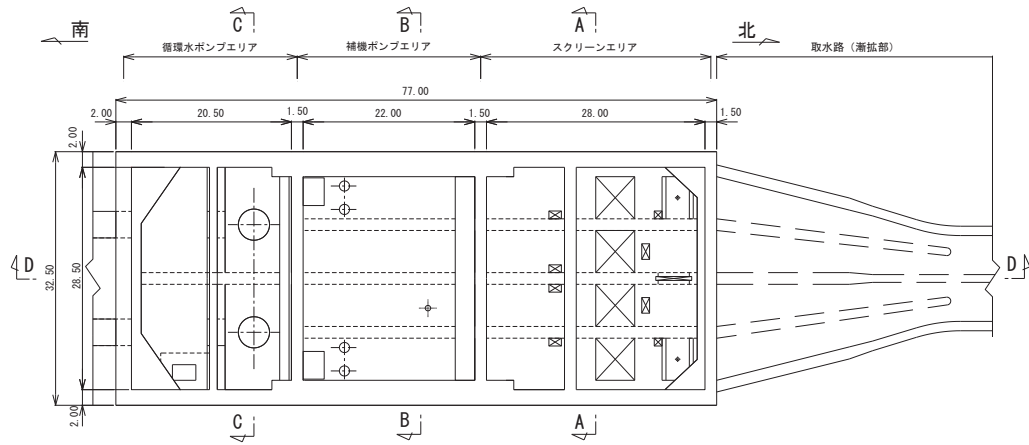 C
B
A
南
北
循環水ポンプエリア
補機ポンプエリア
スクリーンエリア
取水路（漸拡部）
77.00
2.00
20.50
1.50
22.00
1.50
28.00
1.50
2.00
32.50
28.50
2.00
D
D
C
B
A